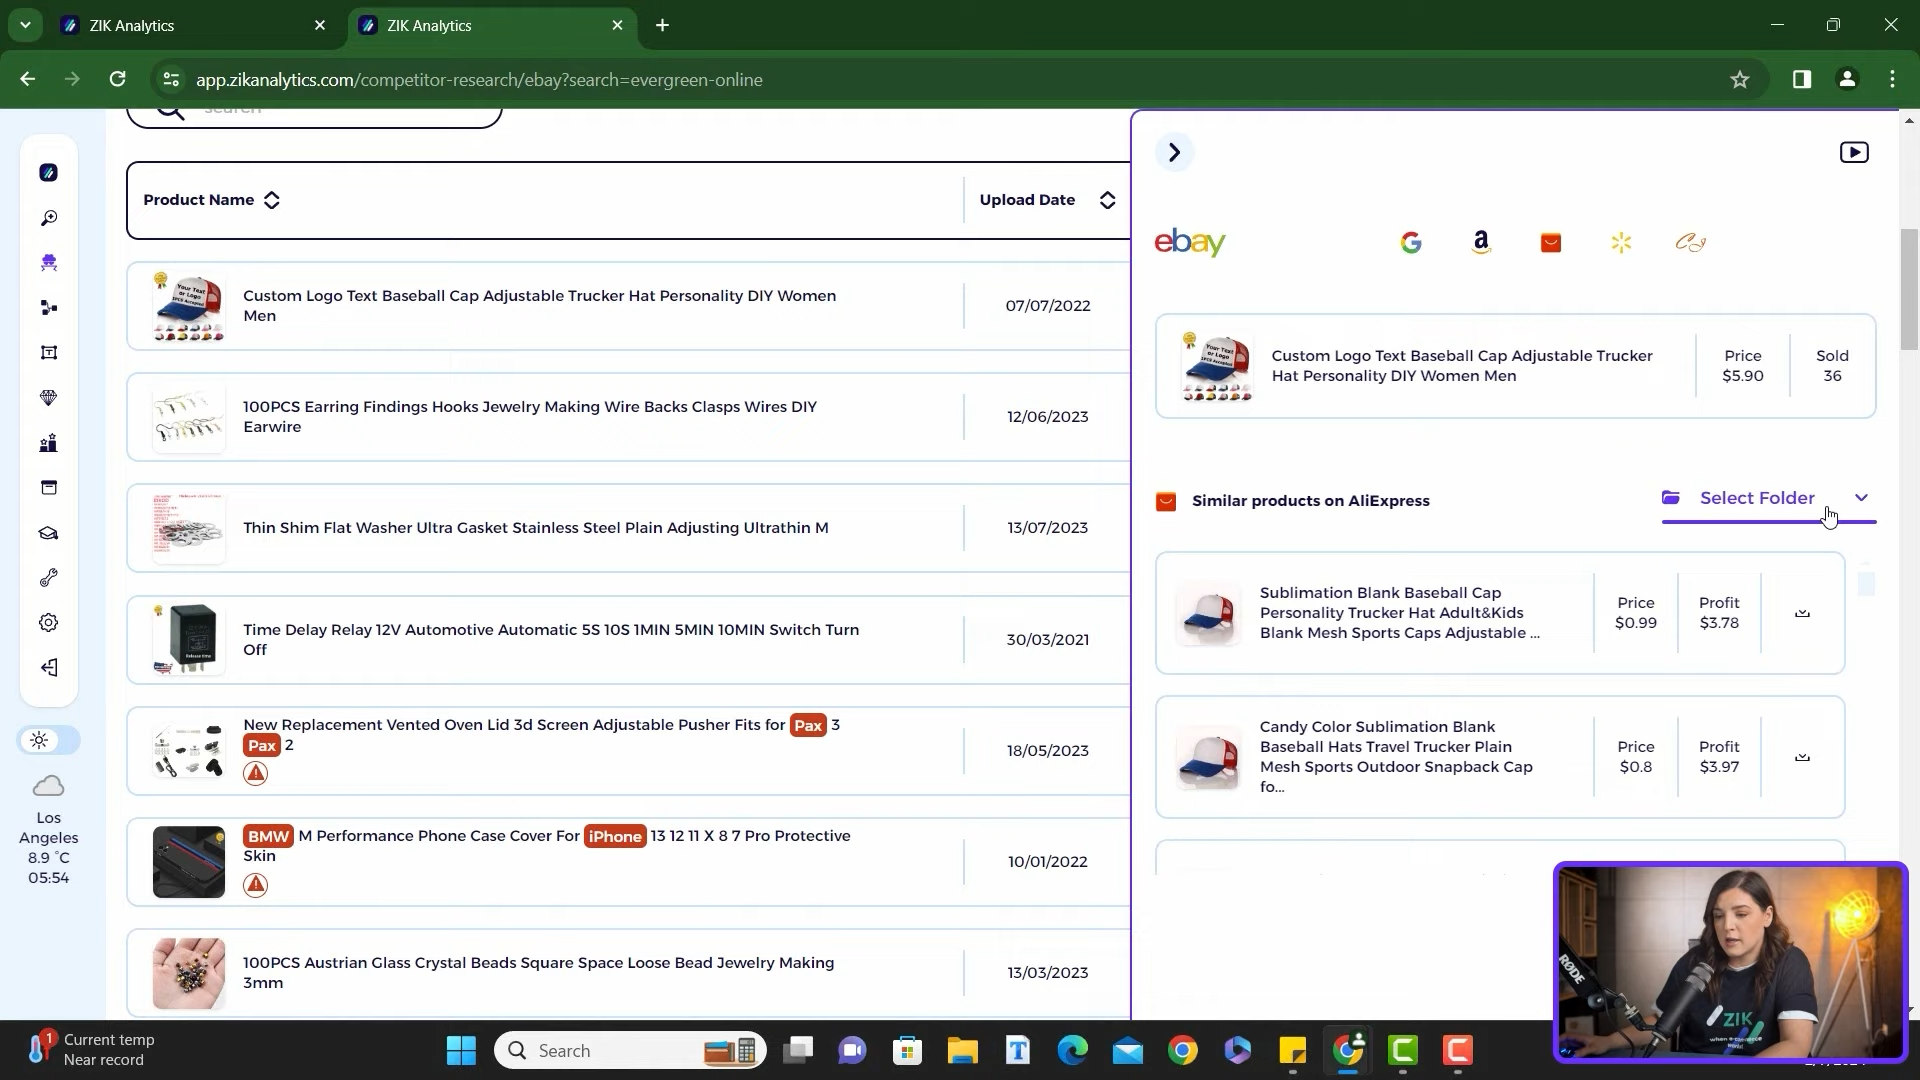 ZIK Analytics
ZIK Analytics
app.zikanalytics.com/competitor-research/ebay?search=evergreen-online
search
Product Name
Upload Date
Custom Logo Text Baseball Cap Adjustable Trucker Hat Personality DIY Women
Men
07/07/2022
100PCS Earring Findings Hooks Jewelry Making Wire Backs Clasps Wires DIY
Earwire
12/06/2023
Thin Shim Flat Washer Ultra Gasket Stainless Steel Plain Adjusting Ultrathin M
13/07/2023
Time Delay Relay 12V Automotive Automatic 5S 10S 1MIN 5MIN 10MIN Switch Turn
Off
30/03/2021
New Replacement Vented Oven Lid 3d Screen Adjustable Pusher Fits for Pax 3
Pax 2
18/05/2023
BMW M Performance Phone Case Cover For iPhone 13 12 11 X 8 7 Pro Protective
Skin
10/01/2022
100PCS Austrian Glass Crystal Beads Square Space Loose Bead Jewelry Making
3mm
13/03/2023
Los
Angeles
8.9 °C
05:54
ebay
Your Text
or Logo
Custom Logo Text Baseball Cap Adjustable Trucker
Hat Personality DIY Women Men
Price
$5.90
Sold
36
Similar products on AliExpress
Select Folder
Sublimation Blank Baseball Cap
Personality Trucker Hat Adult&Kids
Blank Mesh Sports Caps Adjustable ...
Price
$0.99
Profit
$3.78
Candy Color Sublimation Blank
Baseball Hats Travel Trucker Plain
Mesh Sports Outdoor Snapback Cap
fo...
Price
$0.8
Profit
$3.97
RØDE
ZIK
1
Current temp
Near record
Search